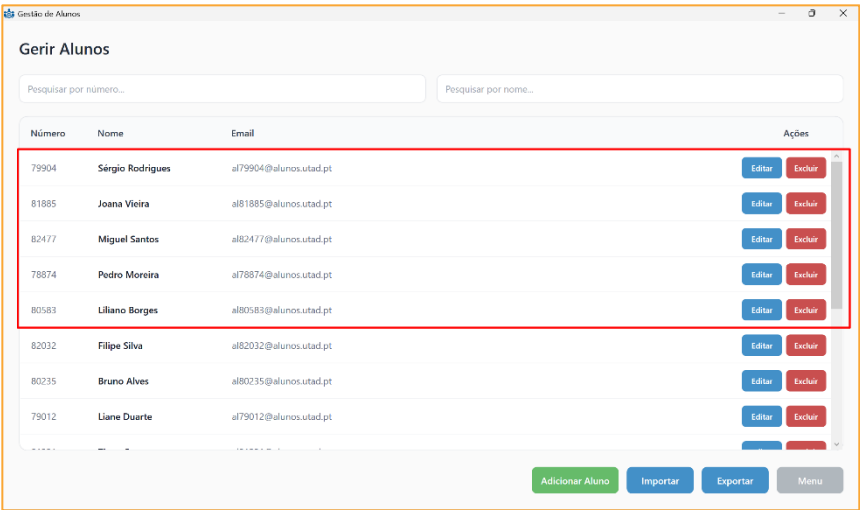 Gestão de Alunos
Gerir Alunos
Pesquisar por número... Pesquisar por nome...
Número Nome Email Ações
79904 Sérgio Rodrigues al79904@alunos.utad.pt Editar Excluir
81885 Joana Vieira al81885@alunos.utad.pt Editar Excluir
82477 Miguel Santos al82477@alunos.utad.pt Editar Excluir
78874 Pedro Moreira al78874@alunos.utad.pt Editar Excluir
80583 Liliano Borges al80583@alunos.utad.pt Editar Excluir
82032 Filipe Silva al82032@alunos.utad.pt Editar Excluir
80235 Bruno Alves al80235@alunos.utad.pt Editar Excluir
79012 Liane Duarte al79012@alunos.utad.pt Editar Excluir
Adicionar Aluno Importar Exportar Menu